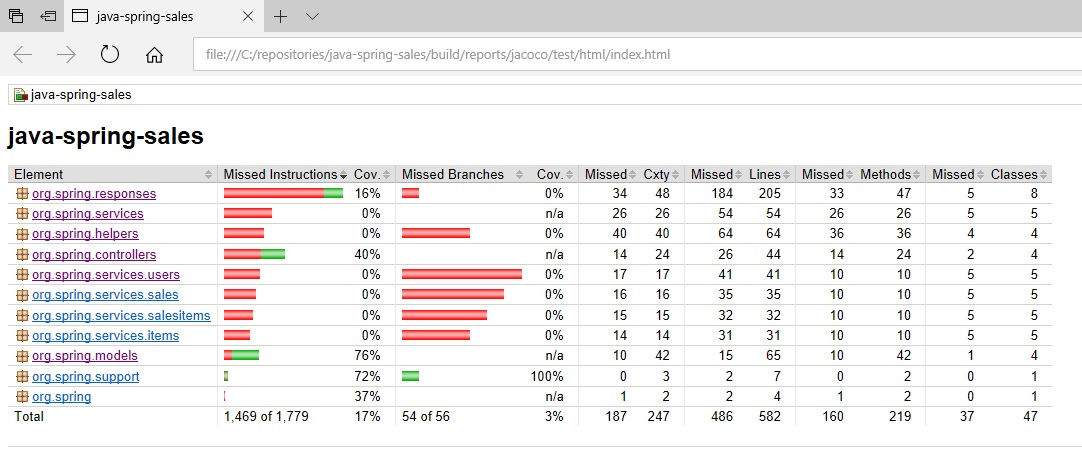 java-spring-sales
file:///C:/repositories/java-spring-sales/build/reports/jacoco/test/html/index.html
java-spring-sales
java-spring-sales
Element Missed Instructions Cov. Missed Branches Cov. Missed Cxty Missed Lines Missed Methods Missed Classes
org.spring.responses 16% 0% 34 48 184 205 33 47 5 8
org.spring.services 0% n/a 26 26 54 54 26 26 5 5
org.spring.helpers 0% 0% 40 40 64 64 36 36 4 4
org.spring.controllers 40% n/a 14 24 26 44 14 24 2 4
org.spring.services.users 0% 0% 17 17 41 41 10 10 5 5
org.spring.services.sales 0% 0% 16 16 35 35 10 10 5 5
org.spring.services.salesitems 0% 0% 15 15 32 32 10 10 5 5
org.spring.services.items 0% 0% 14 14 31 31 10 10 5 5
org.spring.models 76% n/a 10 42 15 65 10 42 1 4
org.spring.support 72% 100% 0 3 2 7 0 2 0 1
org.spring 37% n/a 1 2 2 4 1 2 0 1
Total 1,469 of 1,779 17% 54 of 56 3% 187 247 486 582 160 219 37 47